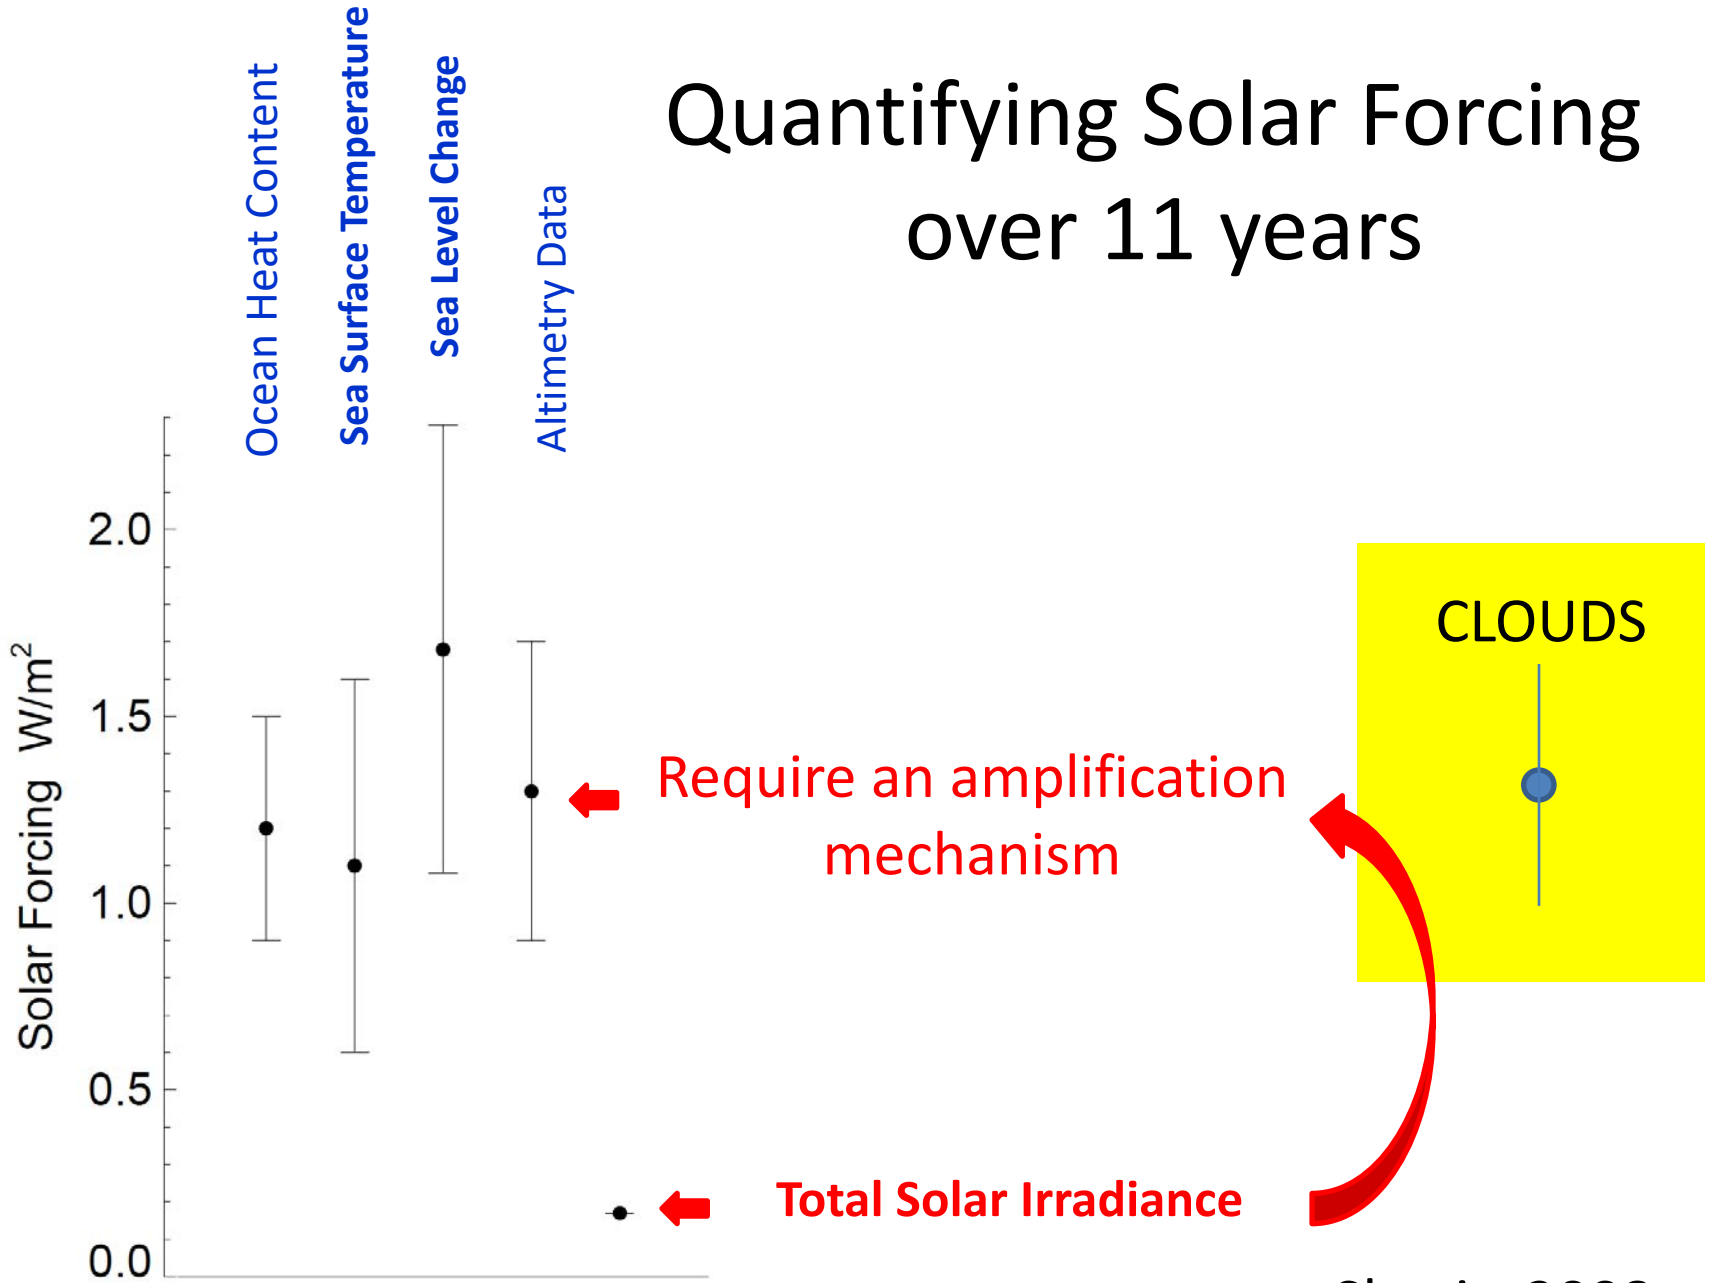 Quantifying Solar Forcing
over 11 years
Ocean Heat Content
Sea Surface Temperature
Sea Level Change
Altimetry Data
Solar Forcing W/m²
2.0
1.5
1.0
0.5
0.0
CLOUDS
Require an amplification
mechanism
Total Solar Irradiance